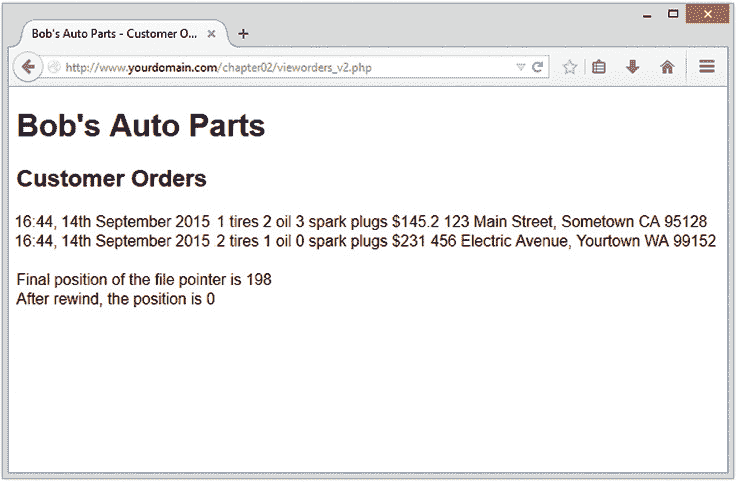 Bob's Auto Parts - Customer O...
http://www.yourdomain.com/chapter02/vieworders_v2.php
Bob's Auto Parts
Customer Orders
16:44, 14th September 2015 1 tires 2 oil 3 spark plugs $145.2 123 Main Street, Sometown CA 95128
16:44, 14th September 2015 2 tires 1 oil 0 spark plugs $231 456 Electric Avenue, Yourtown WA 99152
Final position of the file pointer is 198
After rewind, the position is 0